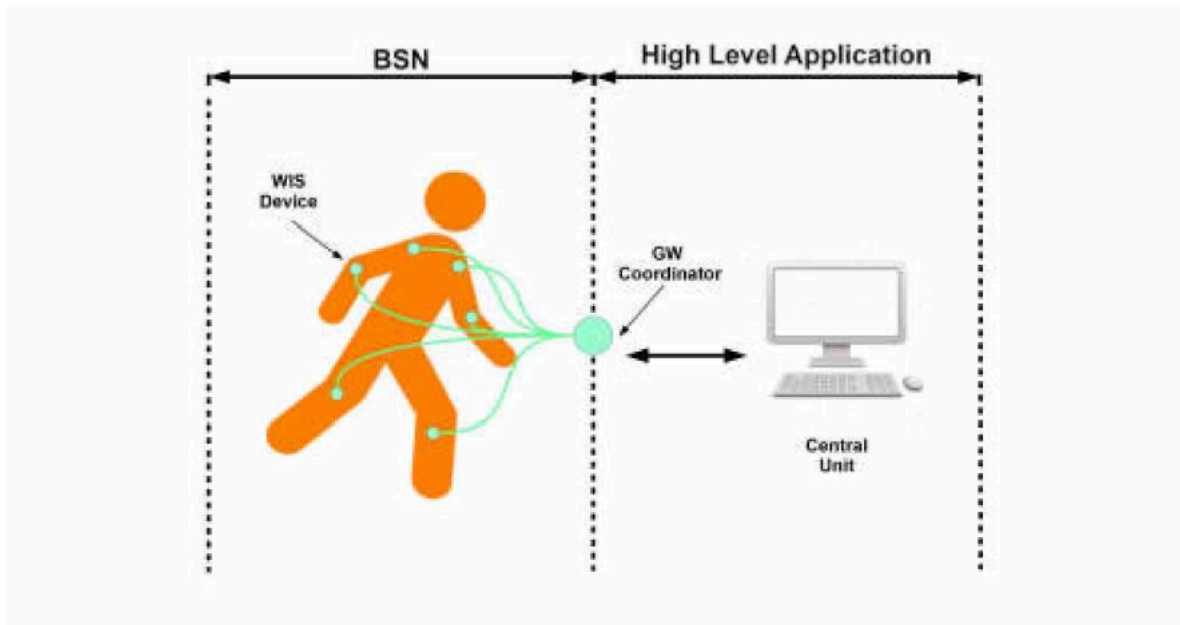 BSN
High Level Application
WIS
Device
GW
Coordinator
Central
Unit